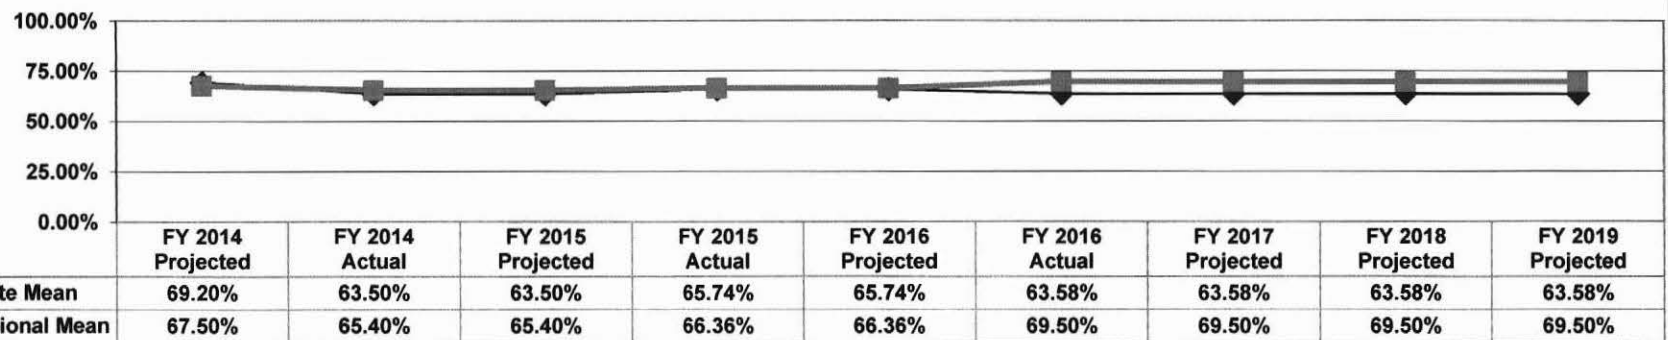 100.00%
75.00%
50.00%
25.00%
0.00%
FY 2014 Projected FY 2014 Actual FY 2015 Projected FY 2015 Actual FY 2016 Projected FY 2016 Actual FY 2017 Projected FY 2018 Projected FY 2019 Projected
te Mean 69.20% 63.50% 63.50% 65.74% 65.74% 63.58% 63.58% 63.58% 63.58%
ional Mean 67.50% 65.40% 65.40% 66.36% 66.36% 69.50% 69.50% 69.50% 69.50%